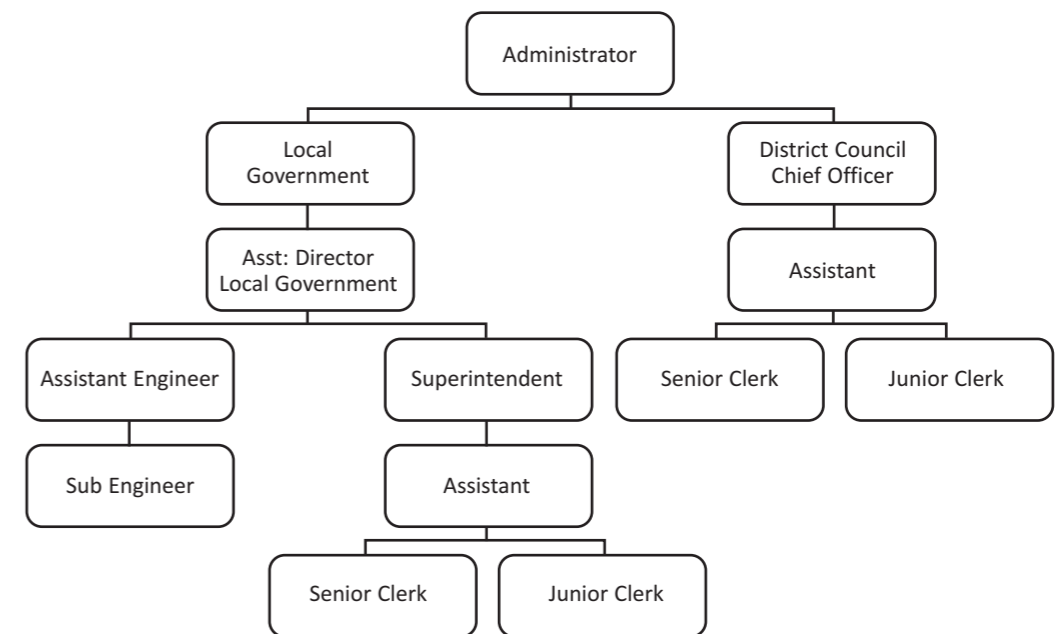 Administrator
Local
Government
District Council
Chief Officer
Asst: Director
Local Government
Assistant
Assistant Engineer
Superintendent
Senior Clerk
Junior Clerk
Sub Engineer
Assistant
Senior Clerk
Junior Clerk